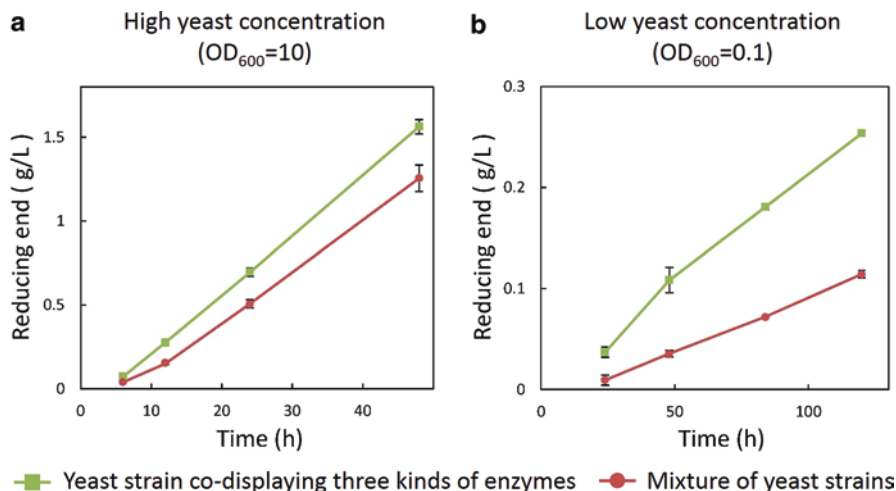 a
High yeast concentration
(OD600=10)
Reducing end ( g/L)
1.5
1
0.5
0
0
10
20
30
40
Time (h)
b
Low yeast concentration
(OD600=0.1)
Reducing end ( g/L)
0.3
0.2
0.1
0
0
50
100
Time (h)
Yeast strain co-displaying three kinds of enzymes
Mixture of yeast strains